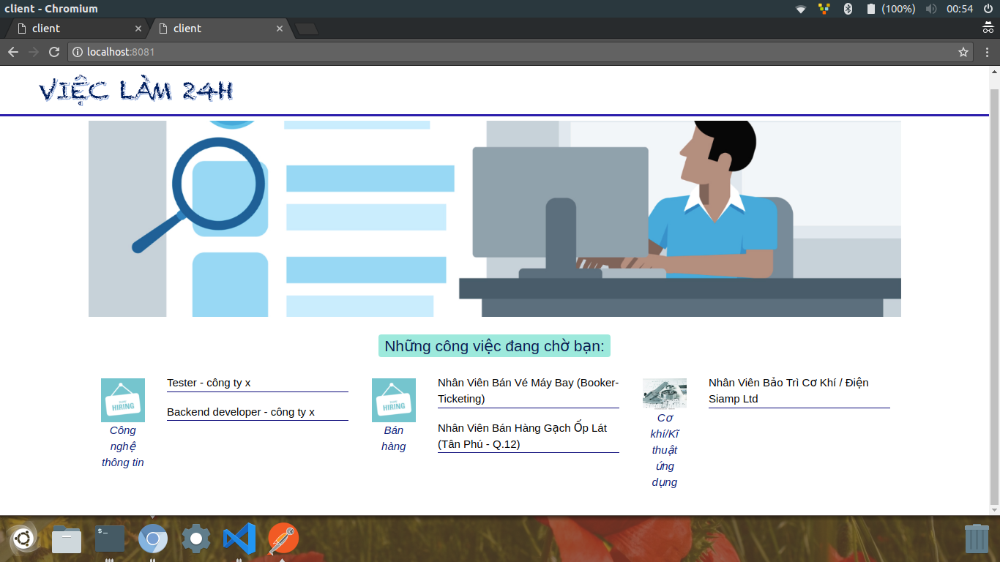 client - Chromium
(100%)
00:54
client
client
localhost:8081
VIỆC LÀM 24H
Những công việc đang chờ bạn:
HIRING
Công
nghệ
thông tin
Tester - công ty x
Backend developer - công ty x
HIRING
Bán
hàng
Nhân Viên Bán Vé Máy Bay (Booker-
Ticketing)
Nhân Viên Bán Hàng Gạch Ốp Lát
(Tân Phú - Q.12)
Cơ
khí/Kĩ
thuật
ứng
dụng
Nhân Viên Bảo Trì Cơ Khí / Điện
Siamp Ltd
$_